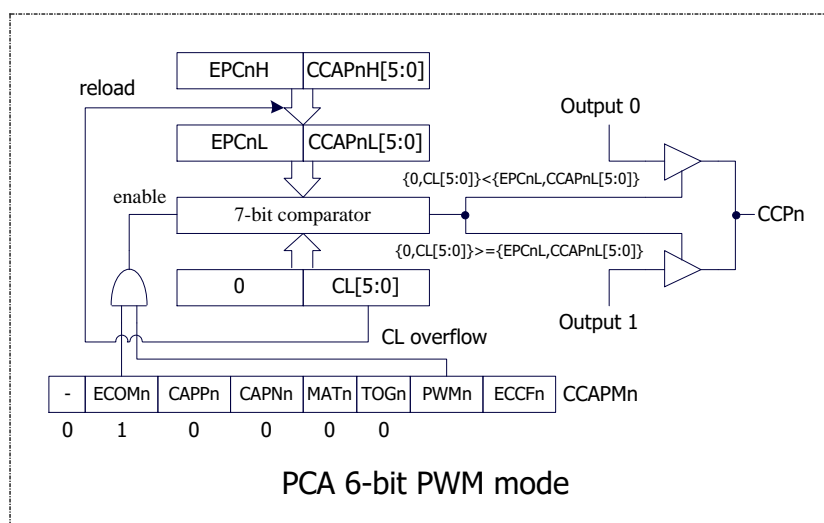 EPCnH CCAPnH[5:0]
reload
Output 0
EPCnL CCAPnL[5:0]
{0,CL[5:0]}<{EPCnL,CCAPnL[5:0]}
enable
7-bit comparator
CCPn
{0,CL[5:0]}>={EPCnL,CCAPnL[5:0]}
0 CL[5:0]
Output 1
CL overflow
- ECOMn CAPPn CAPNn MATn TOGn PWMn ECCFn CCAPMn
0 1 0 0 0 0
PCA 6-bit PWM mode